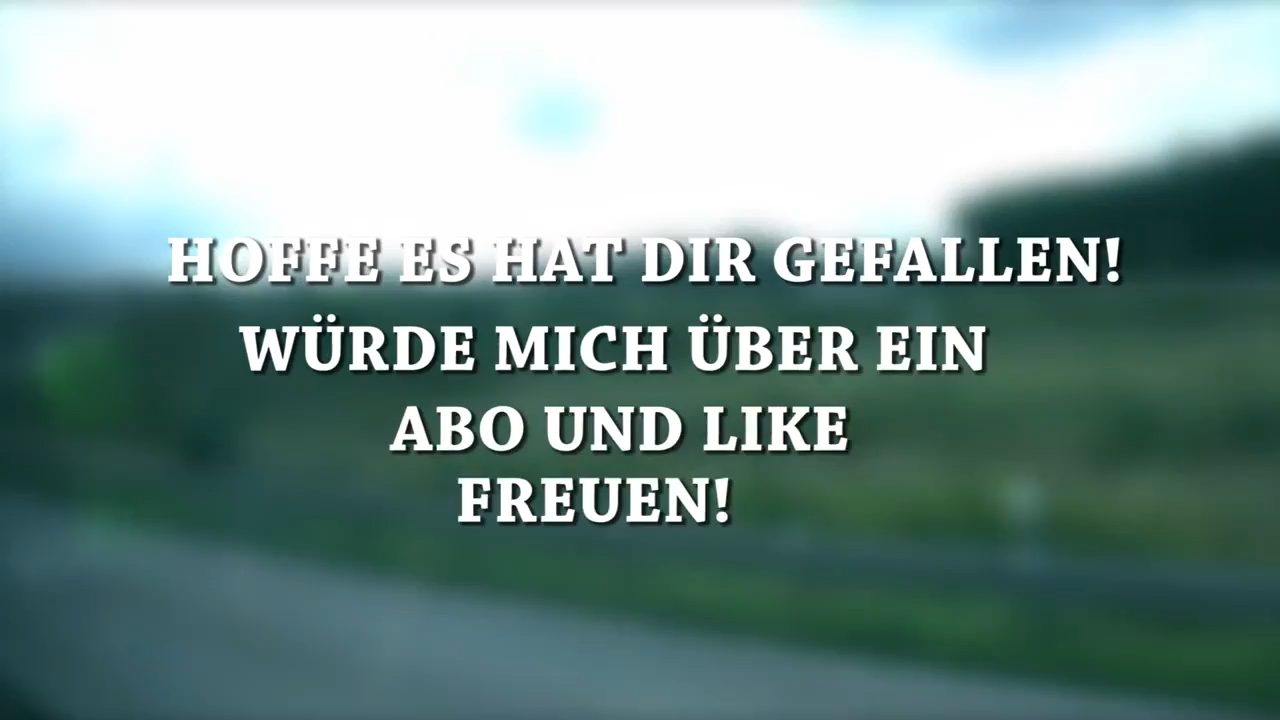 HOFFE ES HAT DIR GEFALLEN!
WÜRDE MICH ÜBER EIN
ABO UND LIKE
FREUEN!